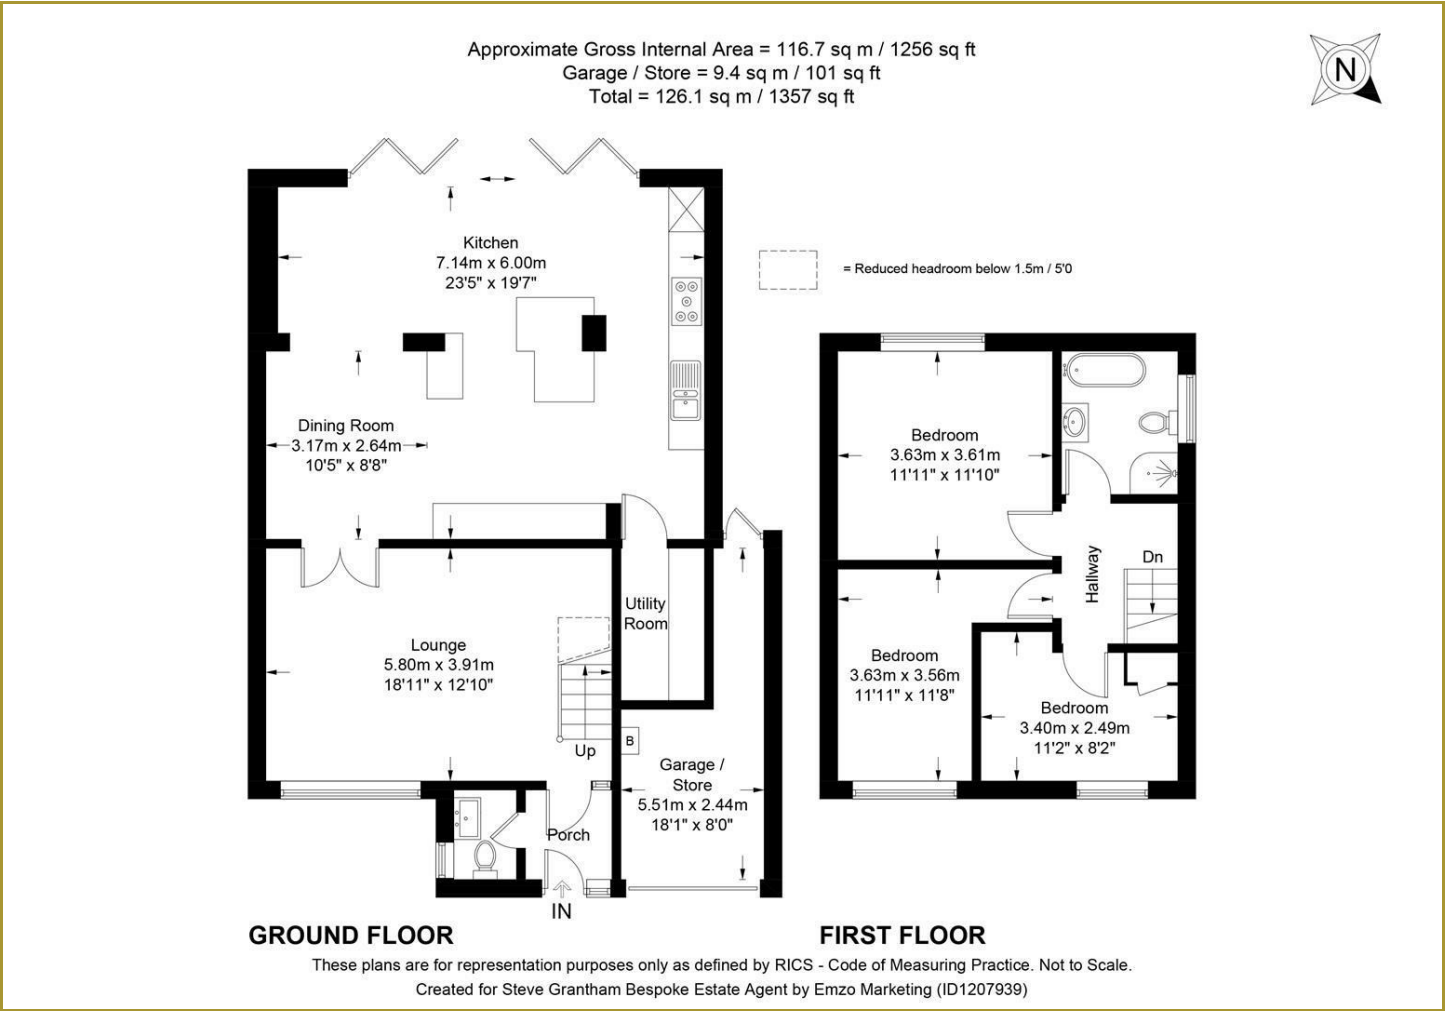 Approximate Gross Internal Area = 116.7 sq m / 1256 sq ft
Garage / Store = 9.4 sq m / 101 sq ft
Total = 126.1 sq m / 1357 sq ft
N
Kitchen
7.14m x 6.00m
23'5" x 19'7"
= Reduced headroom below 1.5m / 5'0
Dining Room
3.17m x 2.64m
10'5" x 8'8"
Bedroom
3.63m x 3.61m
11'11" x 11'10"
Hallway
Dn
Utility
Room
Lounge
5.80m x 3.91m
18'11" x 12'10"
Up
B
Bedroom
3.63m x 3.56m
11'11" x 11'8"
Bedroom
3.40m x 2.49m
11'2" x 8'2"
Garage /
Store
5.51m x 2.44m
18'1" x 8'0"
Porch
IN
GROUND FLOOR
FIRST FLOOR
These plans are for representation purposes only as defined by RICS - Code of Measuring Practice. Not to Scale.
Created for Steve Grantham Bespoke Estate Agent by Emzo Marketing (ID1207939)